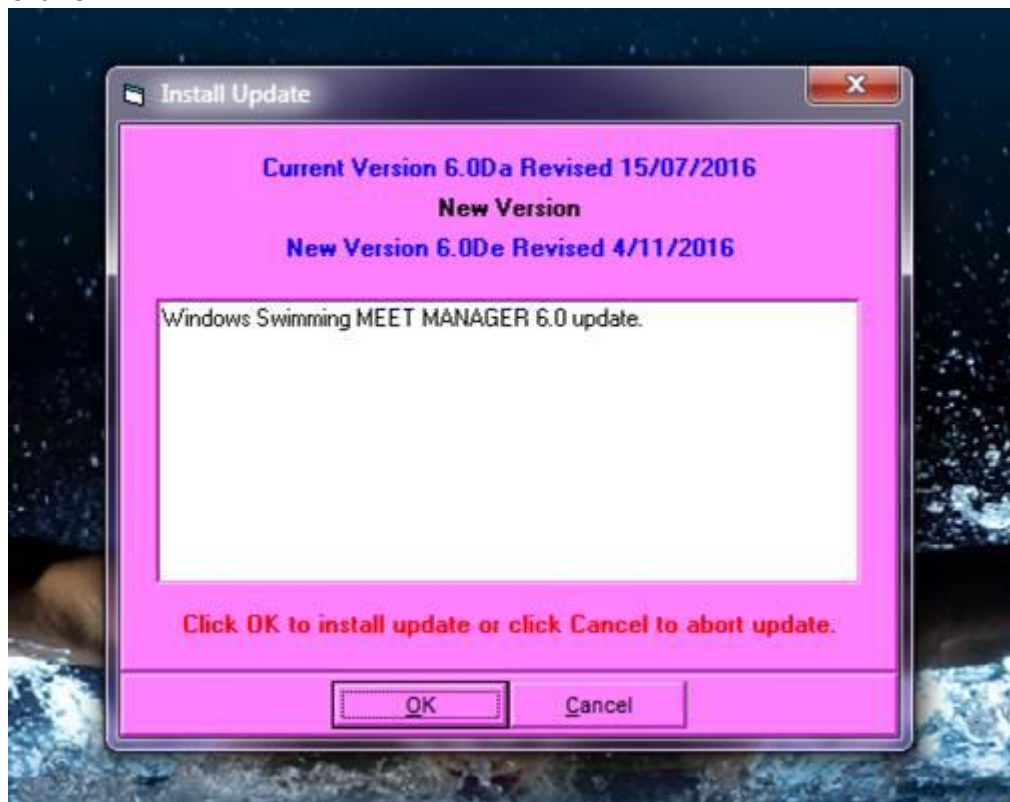 Install Update
Current Version 6.0Da Revised 15/07/2016
New Version
New Version 6.0De Revised 4/11/2016
Windows Swimming MEET MANAGER 6.0 update.
Click OK to install update or click Cancel to abort update.
OK
Cancel